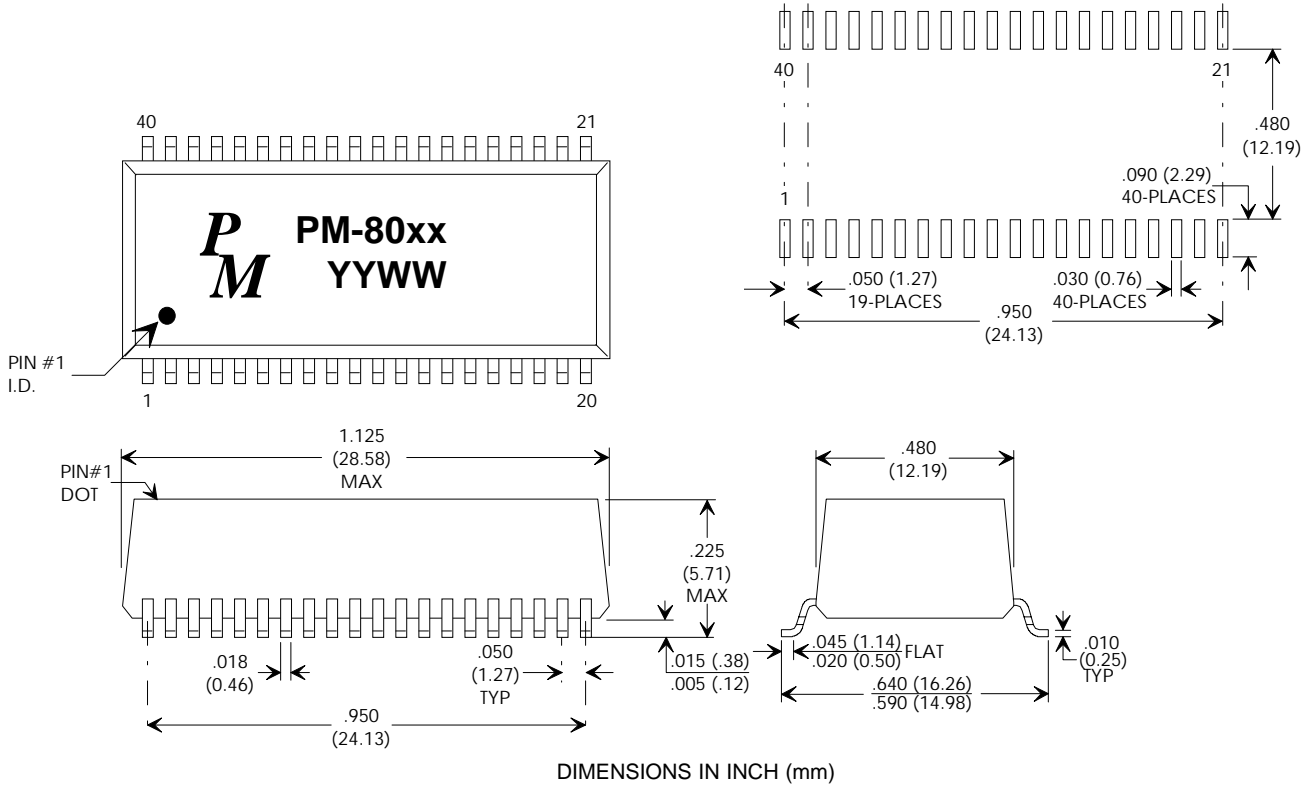 40
21
P
M
PM-80xx
YYWW
PIN #1
I.D.
1
20
40
21
.480
(12.19)
.090 (2.29)
40-PLACES
1
.050 (1.27)
19-PLACES
.030 (0.76)
40-PLACES
.950
(24.13)
1.125
(28.58)
MAX
PIN#1
DOT
.225
(5.71)
MAX
.018
(0.46)
.050
(1.27)
TYP
.015 (.38)
.005 (.12)
.950
(24.13)
.480
(12.19)
.045 (1.14)
.020 (0.50)
FLAT
.640 (16.26)
.590 (14.98)
.010
(0.25)
TYP
DIMENSIONS IN INCH (mm)